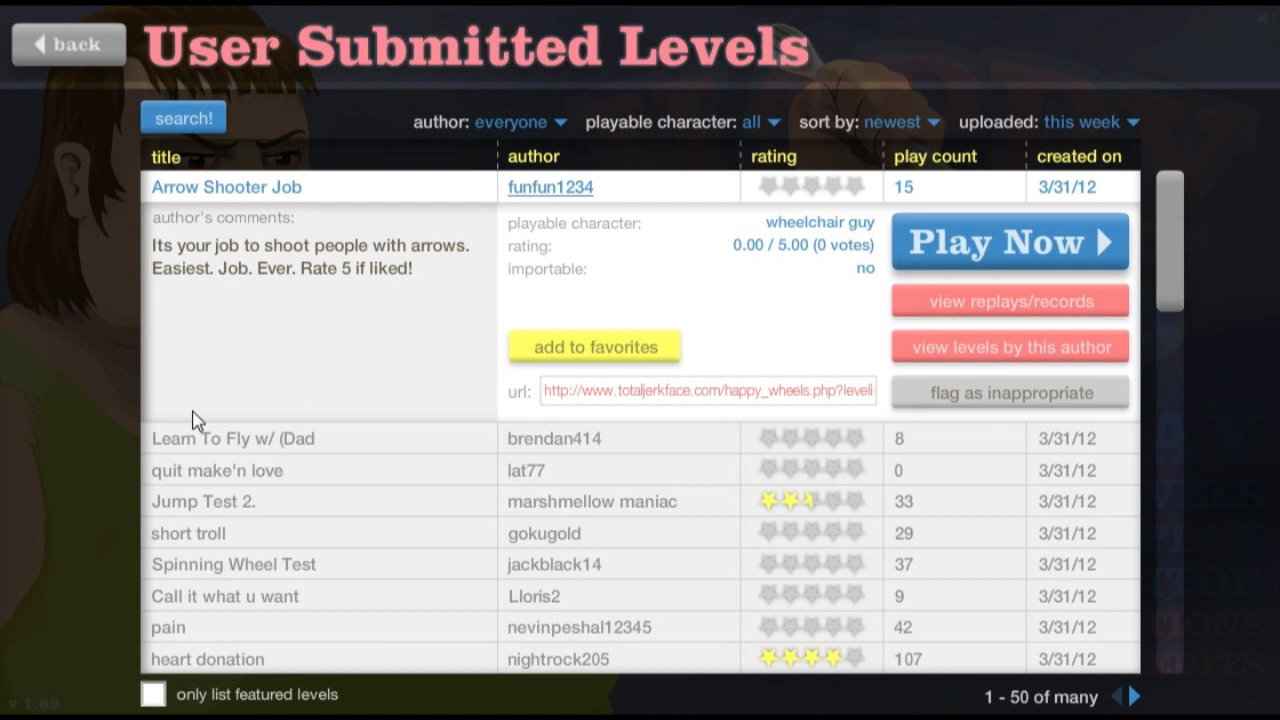 back
User Submitted Levels
search!
author: everyone playable character: all sort by: newest uploaded: this week
title author rating play count created on
Arrow Shooter Job funfun1234 15 3/31/12
author's comments:
Its your job to shoot people with arrows.
Easiest. Job. Ever. Rate 5 if liked!
playable character: wheelchair guy
rating: 0.00 / 5.00 (0 votes)
importable: no
Play Now
view replays/records
add to favorites
view levels by this author
url: http://www.totaljerkface.com/happy_wheels.php?leveli
flag as inappropriate
Learn To Fly w/ (Dad brendan414 8 3/31/12
quit make'n love lat77 0 3/31/12
Jump Test 2. marshmellow maniac 33 3/31/12
short troll gokugold 29 3/31/12
Spinning Wheel Test jackblack14 37 3/31/12
Call it what u want Lloris2 9 3/31/12
pain nevinpeshal12345 42 3/31/12
heart donation nightrock205 107 3/31/12
only list featured levels
1 - 50 of many
v 1.62